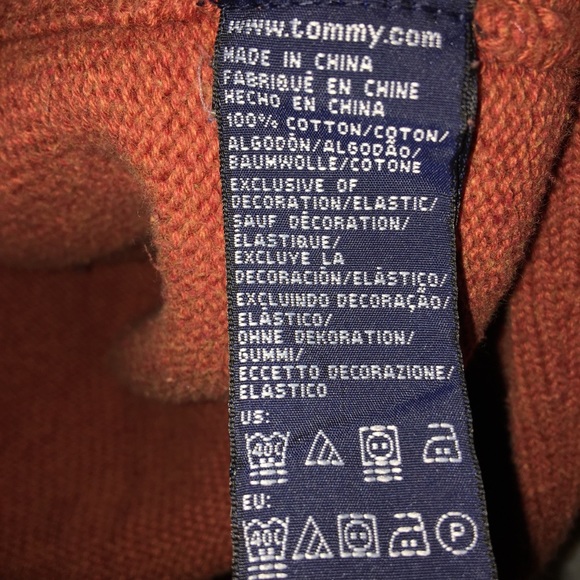 www.tommy.com
MADE IN CHINA
FABRIQUÉ EN CHINE
HECHO EN CHINA
100% COTTON/COTON/
ALGODÓN/ALGODÃO/
BAUMWOLLE/COTONE
EXCLUSIVE OF
DECORATION/ELASTIC/
SAUF DÉCORATION/
ÉLASTIQUE/
EXCLUYE LA
DECORACIÓN/ELÁSTICO/
EXCLUINDO DECORAÇÃO/
ELÁSTICO/
OHNE DEKORATION/
GUMMI/
ECCETTO DECORAZIONE/
ELASTICO
US:
40C
EU:
40C P